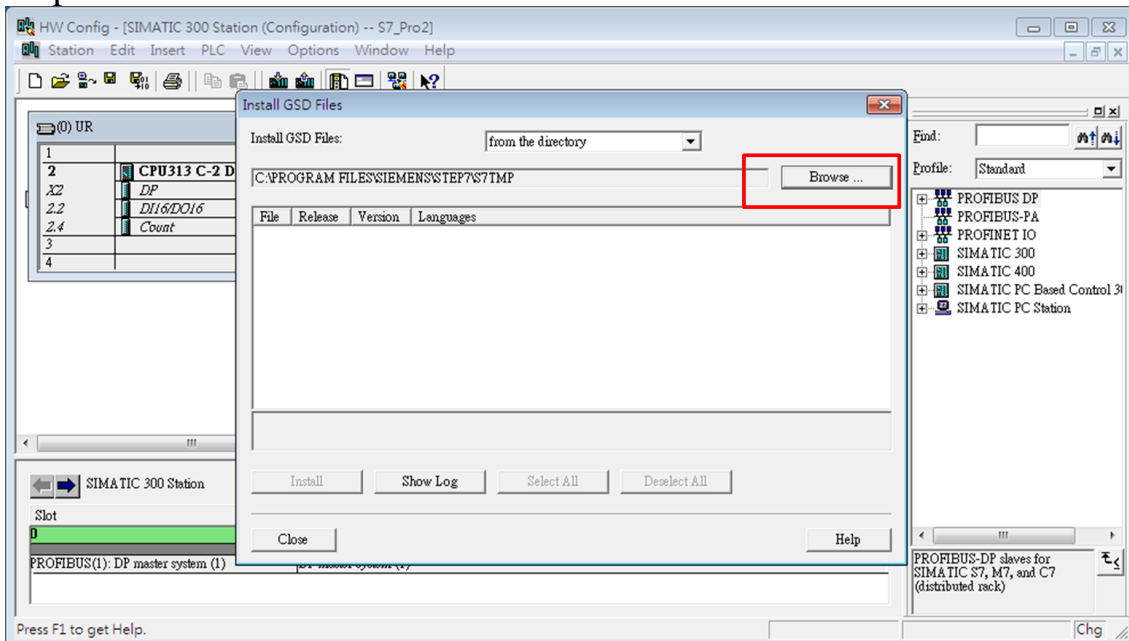 HW Config - [SIMATIC 300 Station (Configuration) -- S7_Pro2]
Station Edit Insert PLC View Options Window Help
(0) UR
1
2 CPU313 C-2 D
X2 DP
2.2 DI16/DO16
2.4 Count
3
4
Install GSD Files
Install GSD Files: from the directory
C:\PROGRAM FILES\SIEMENS\STEP7\S7TMP Browse ...
File Release Version Languages
Install Show Log Select All Deselect All
Close Help
Find:
Profile: Standard
PROFIBUS DP
PROFIBUS-PA
PROFINET IO
SIMATIC 300
SIMATIC 400
SIMATIC PC Based Control 3
SIMATIC PC Station
SIMATIC 300 Station
Slot
PROFIBUS(1): DP master system (1)
PROFIBUS-DP slaves for
SIMATIC S7, M7, and C7
(distributed rack)
Press F1 to get Help.
Chg